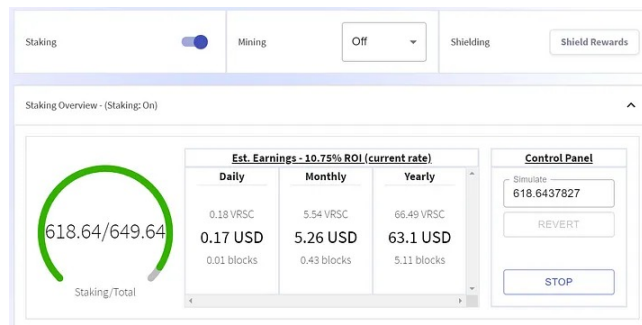 Staking Mining Off Shielding Shield Rewards
Staking Overview - (Staking: On)
Est. Earnings - 10.75% ROI (current rate)
Daily Monthly Yearly
0.18 VRSC 5.54 VRSC 66.49 VRSC
0.17 USD 5.26 USD 63.1 USD
0.01 blocks 0.43 blocks 5.11 blocks
618.64/649.64
Staking/Total
Control Panel
Simulate
618.6437827
REVERT
STOP